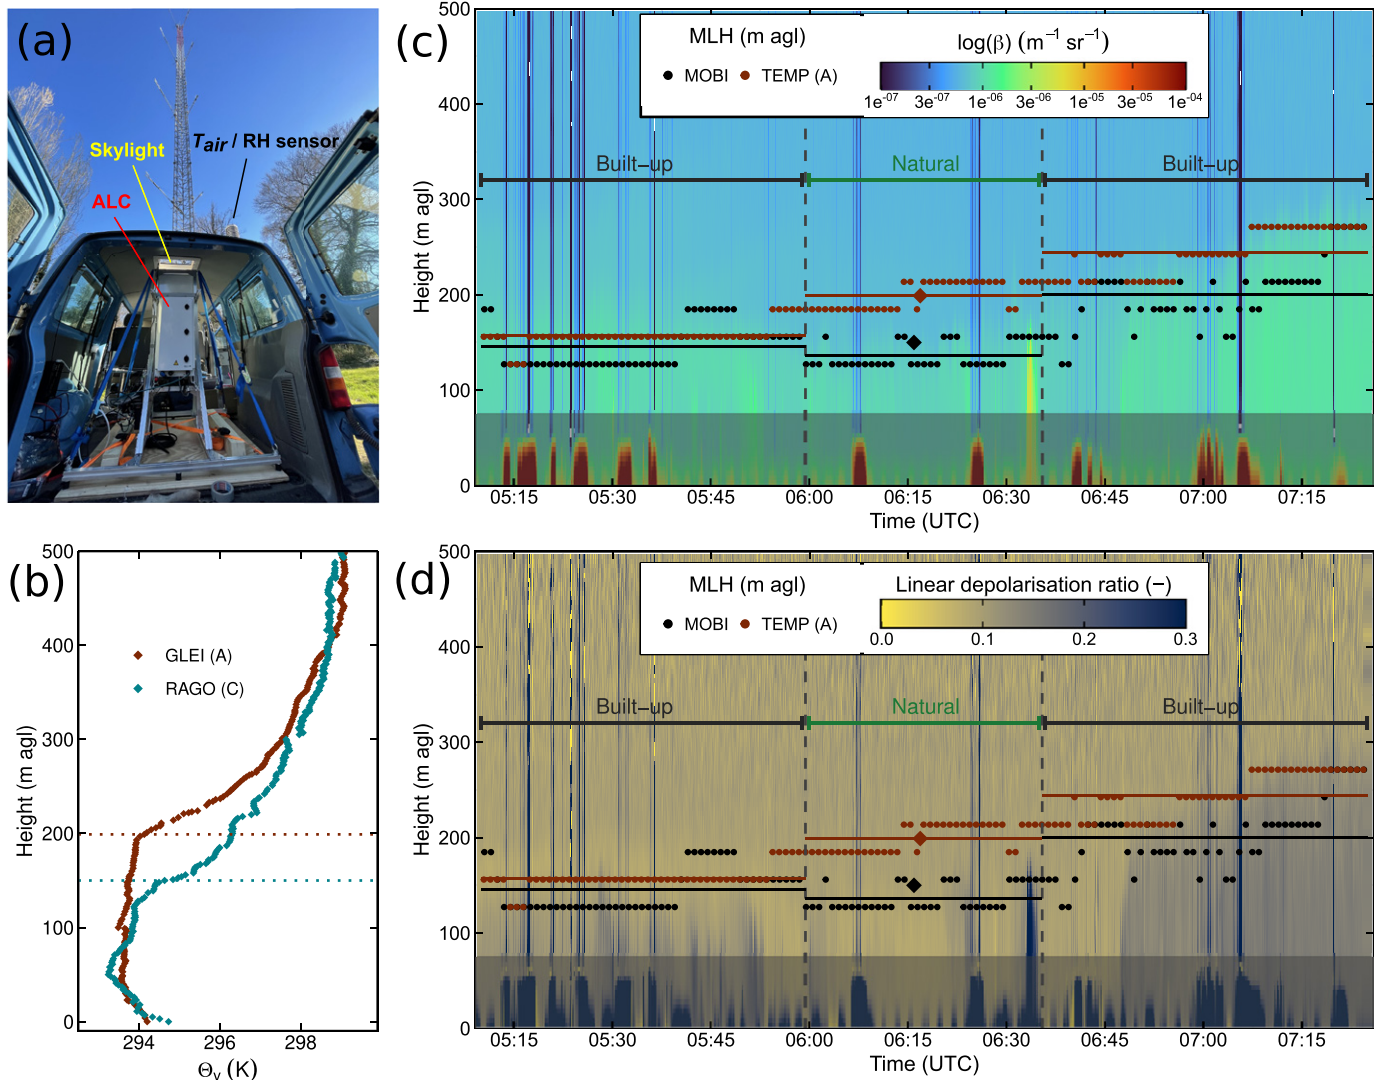 (a)
Skylight
T_air / RH sensor
ALC
(b)
500
400
300
200
100
0
Height (m agl)
GLEI (A)
RAGO (C)
294
296
298
Θ_v (K)
(c)
500
400
300
200
100
0
Height (m agl)
MLH (m agl)
MOBI
TEMP (A)
log(β) (m⁻¹ sr⁻¹)
1e-07 3e-07 1e-06 3e-06 1e-05 3e-05 1e-04
Built-up
Natural
Built-up
05:15 05:30 05:45 06:00 06:15 06:30 06:45 07:00 07:15
Time (UTC)
(d)
500
400
300
200
100
0
Height (m agl)
MLH (m agl)
MOBI
TEMP (A)
Linear depolarisation ratio (−)
0.0 0.1 0.2 0.3
Built-up
Natural
Built-up
05:15 05:30 05:45 06:00 06:15 06:30 06:45 07:00 07:15
Time (UTC)